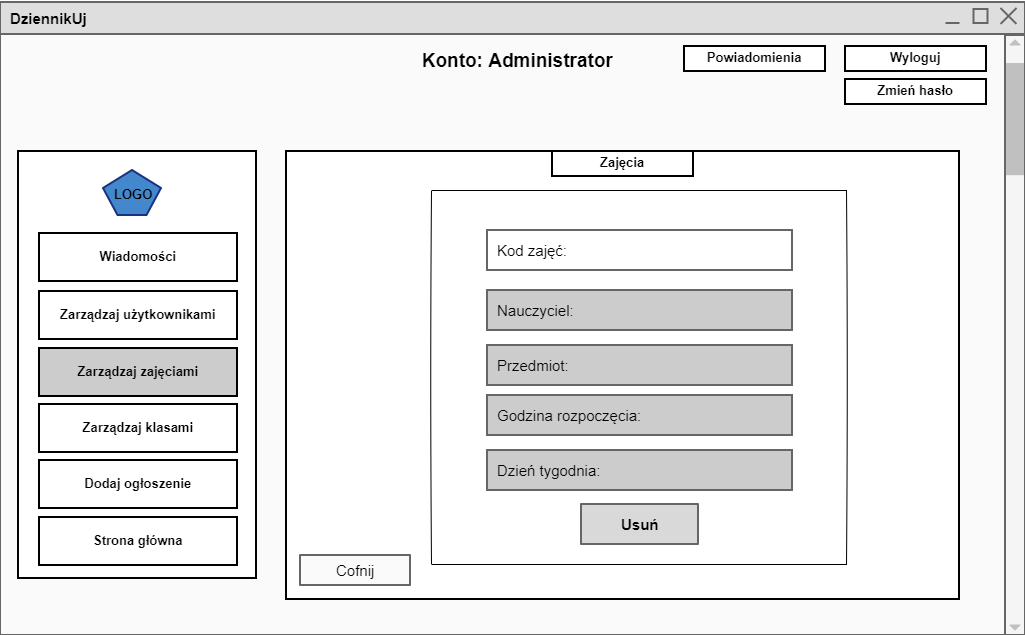 DziennikUj
Konto: Administrator
Powiadomienia
Wyloguj
Zmień hasło
LOGO
Wiadomości
Zarządzaj użytkownikami
Zarządzaj zajęciami
Zarządzaj klasami
Dodaj ogłoszenie
Strona główna
Zajęcia
Kod zajęć:
Nauczyciel:
Przedmiot:
Godzina rozpoczęcia:
Dzień tygodnia:
Usuń
Cofnij